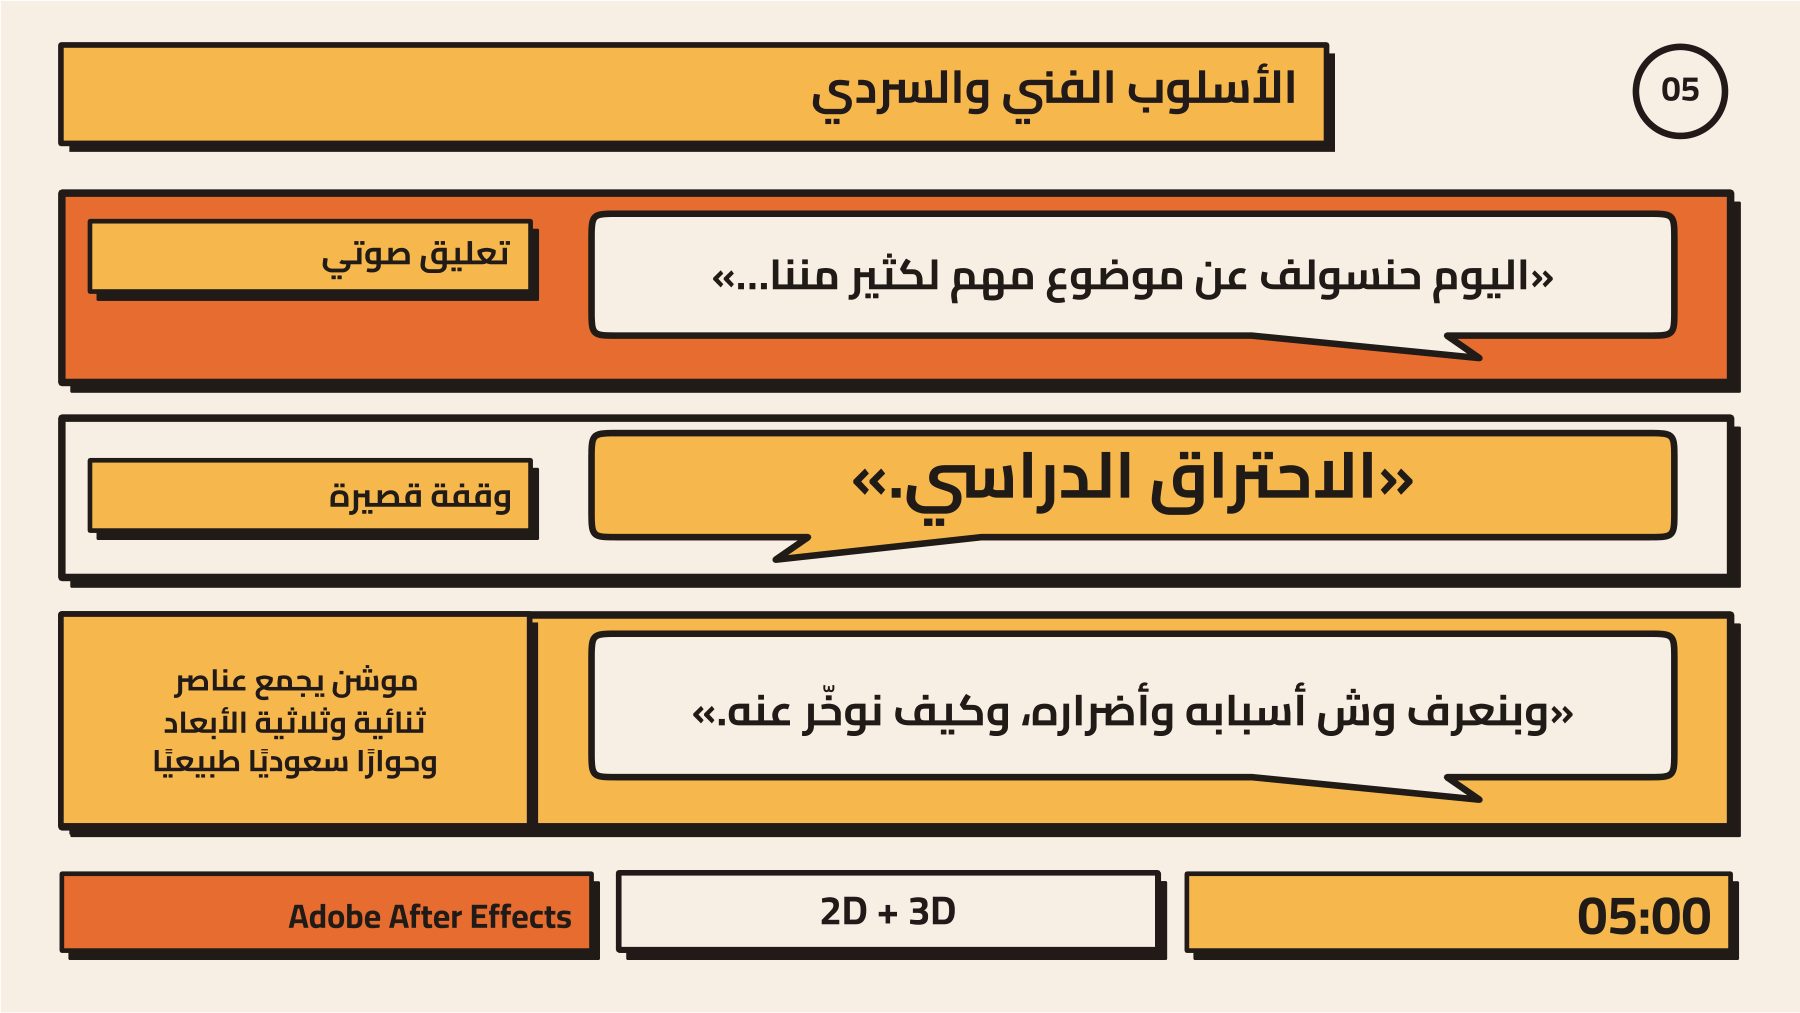 05
الأسلوب الفني والسردي
«اليوم حنسولف عن موضوع مهم لكثير مننا...»
تعليق صوتي
«الاحتراق الدراسي.»
وقفة قصيرة
«وبنعرف وش أسبابه وأضراره، وكيف نوخّر عنه.»
موشن يجمع عناصر
ثنائية وثلاثية الأبعاد
وحوارًا سعوديًا طبيعيًا
05:00
2D + 3D
Adobe After Effects